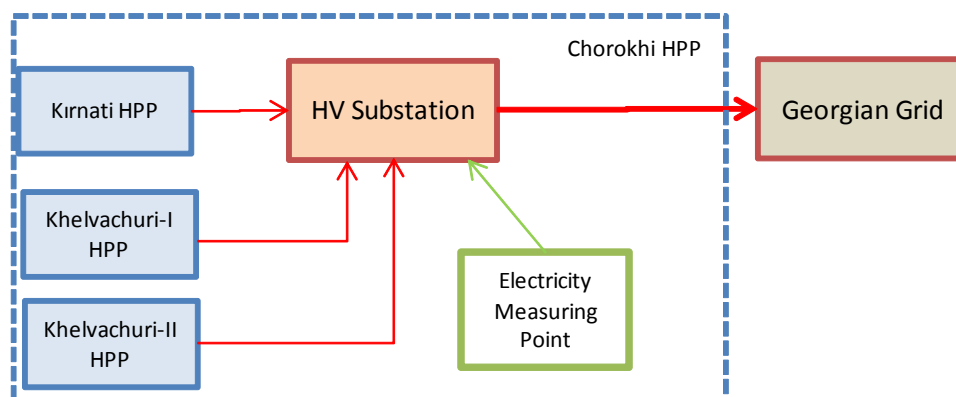 Chorokhi HPP
Kırnati HPP
HV Substation
Georgian Grid
Khelvachuri-I
HPP
Electricity
Measuring
Point
Khelvachuri-II
HPP